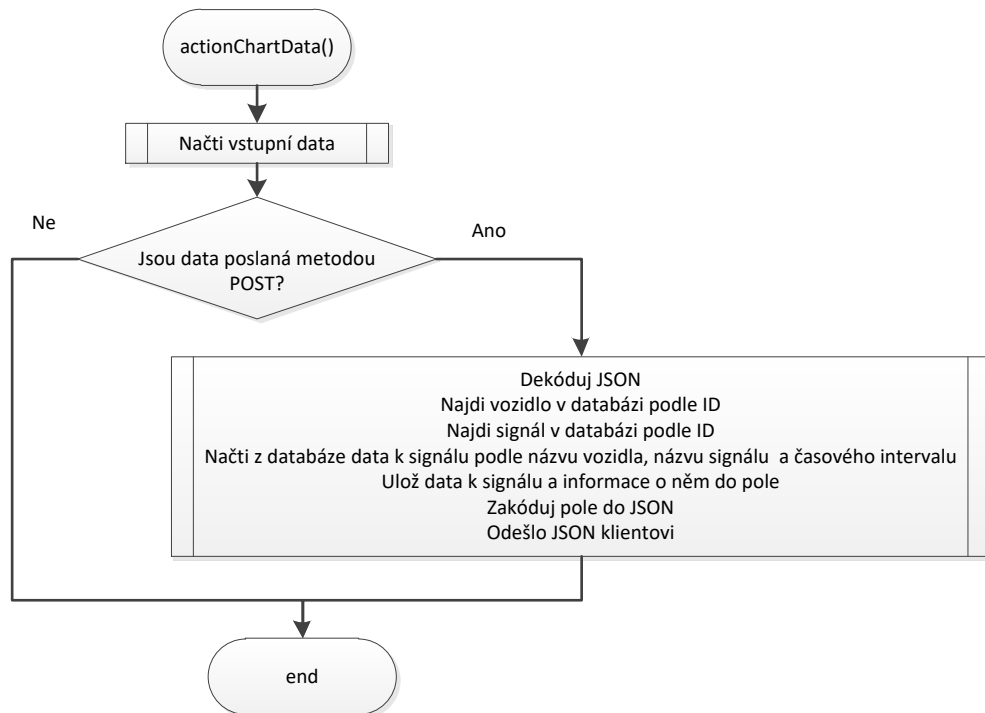 actionChartData()
Načti vstupní data
Ne
Ano
Jsou data poslaná metodou
POST?
Dekóduj JSON
Najdi vozidlo v databázi podle ID
Najdi signál v databázi podle ID
Načti z databáze data k signálu podle názvu vozidla, názvu signálu a časového intervalu
Ulož data k signálu a informace o něm do pole
Zakóduj pole do JSON
Odešlo JSON klientovi
end